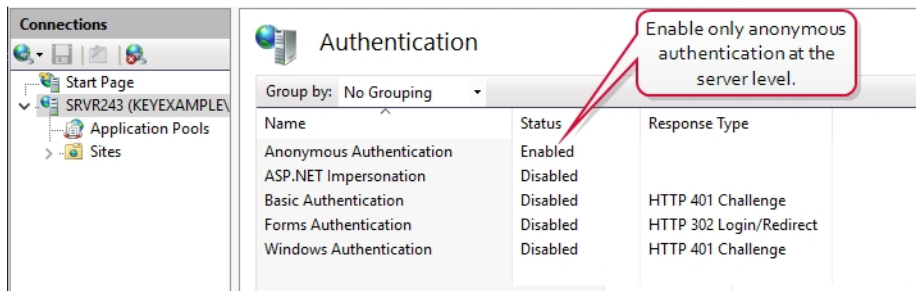 Connections
Start Page
SRVR243 (KEYEXAMPLE\
Application Pools
Sites
Authentication
Enable only anonymous
authentication at the
server level.
Group by: No Grouping
Name Status Response Type
Anonymous Authentication Enabled
ASP.NET Impersonation Disabled
Basic Authentication Disabled HTTP 401 Challenge
Forms Authentication Disabled HTTP 302 Login/Redirect
Windows Authentication Disabled HTTP 401 Challenge